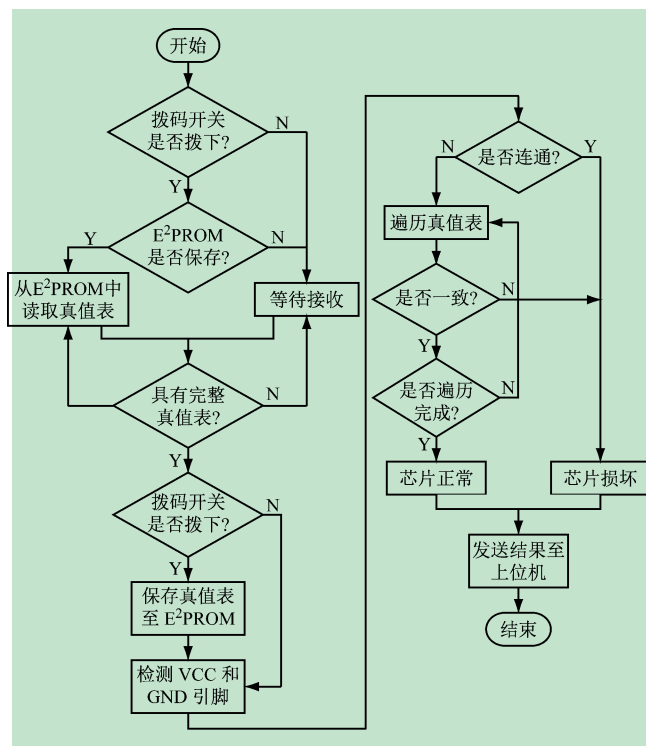 开始
拨码开关
是否拨下?
N
Y
E²PROM
是否保存?
Y
N
从E²PROM中
读取真值表
等待接收
具有完整
真值表?
N
Y
拨码开关
是否拨下?
N
Y
保存真值表
至 E²PROM
检测 VCC 和
GND 引脚
是否连通?
N
Y
遍历真值表
是否一致?
N
Y
是否遍历
完成?
N
Y
芯片正常
芯片损坏
发送结果至
上位机
结束